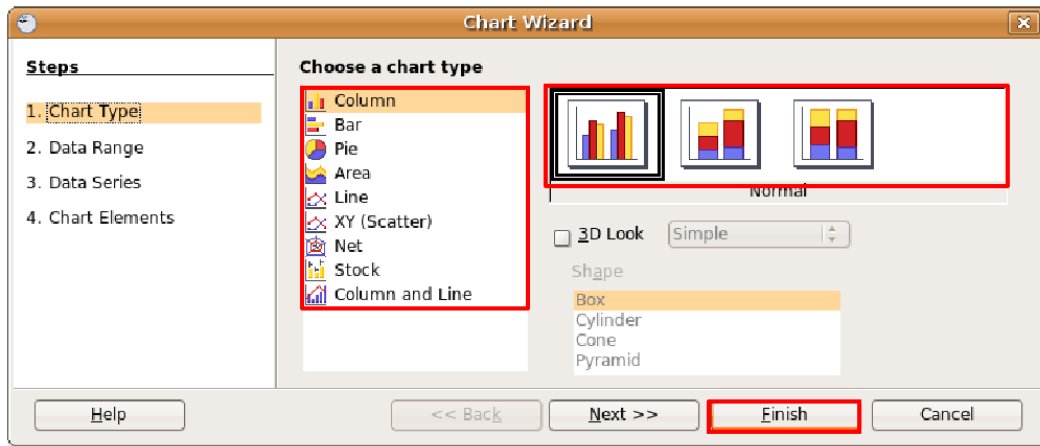 Chart Wizard
Steps
1. Chart Type
2. Data Range
3. Data Series
4. Chart Elements
Choose a chart type
Column
Bar
Pie
Area
Line
XY (Scatter)
Net
Stock
Column and Line
Normal
3D Look
Simple
Shape
Box
Cylinder
Cone
Pyramid
Help
<< Back
Next >>
Finish
Cancel